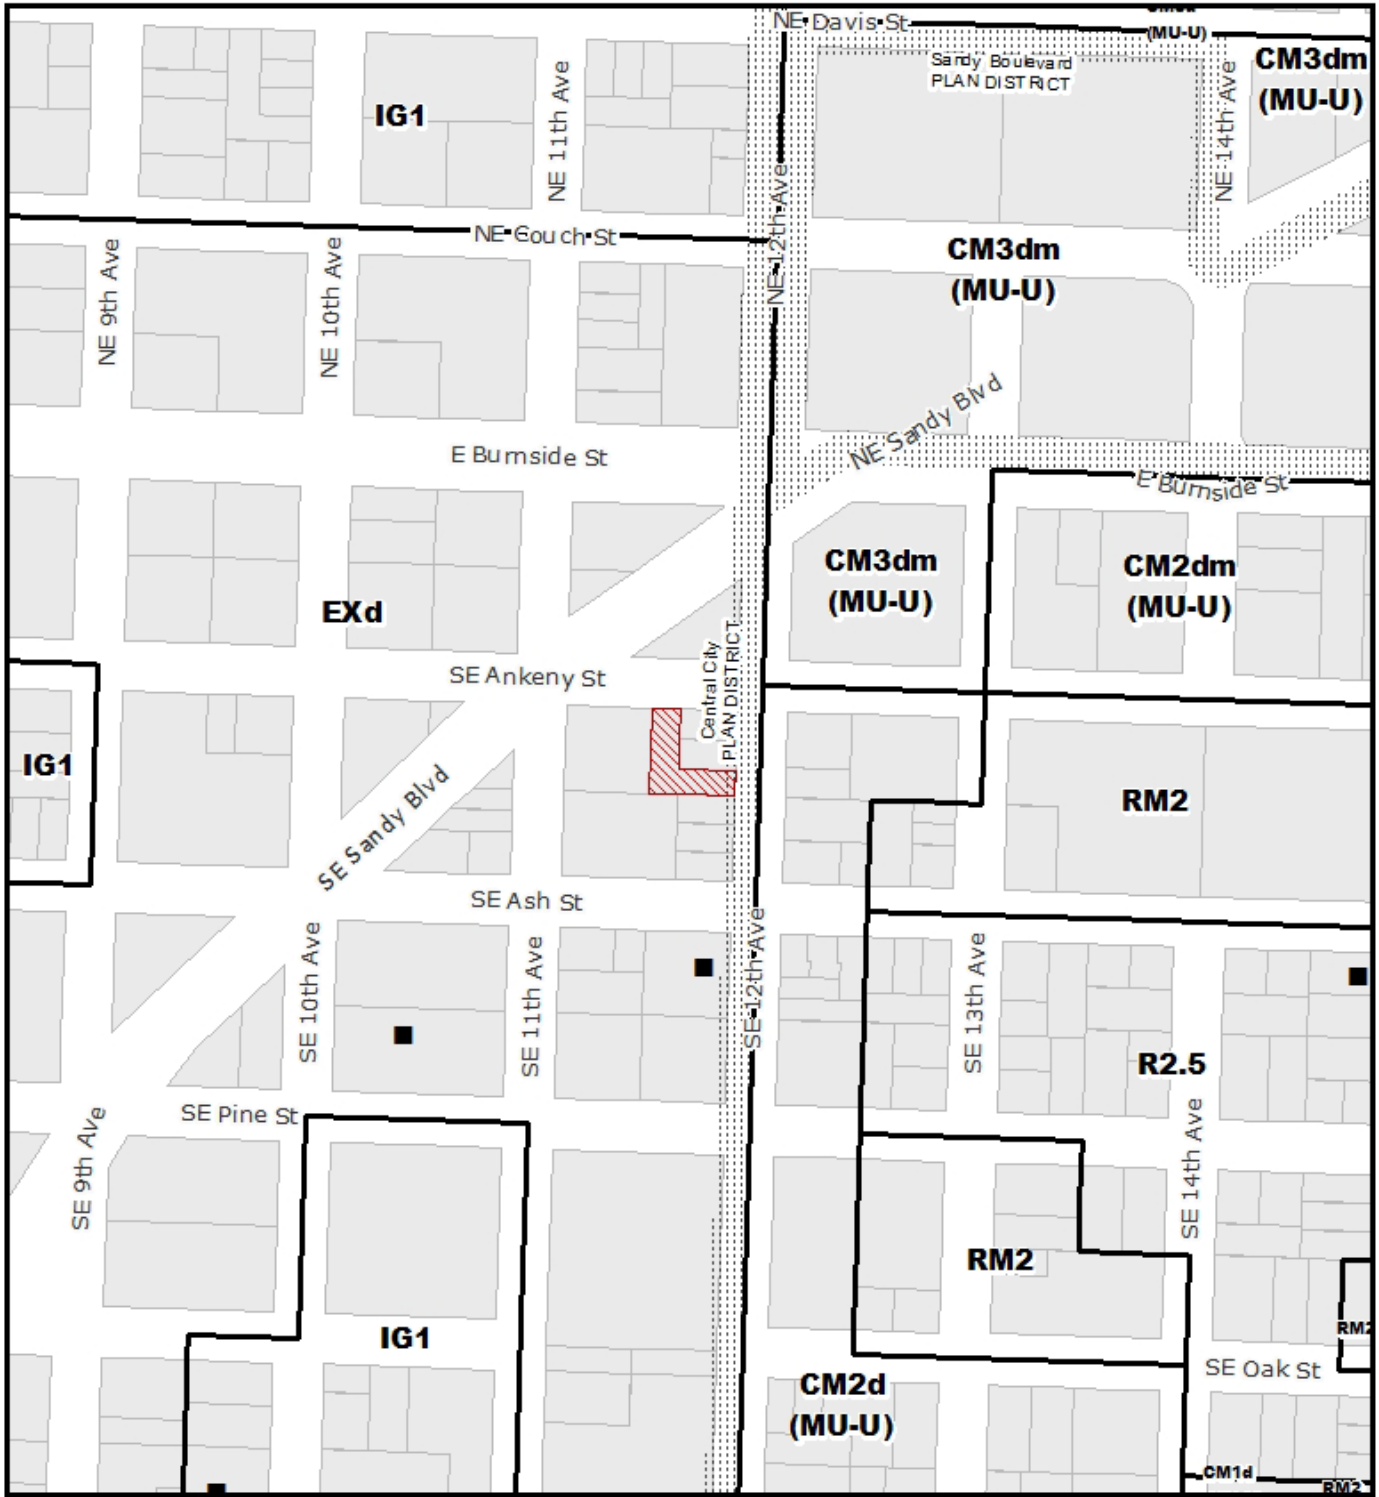 NE Davis St
(MU-U)
Sandy Boulevard
PLAN DISTRICT
CM3dm
(MU-U)
IG1
NE 11th Ave
NE 14th Ave
NE 12th Ave
NE Couch St
NE 9th Ave
NE 10th Ave
CM3dm
(MU-U)
NE Sandy Blvd
E Burnside St
E Burnside St
CM3dm
(MU-U)
CM2dm
(MU-U)
EXd
SE Ankeny St
Central City
PLAN DISTRICT
IG1
SE Sandy Blvd
RM2
SE Ash St
SE 10th Ave
SE 11th Ave
SE 12th Ave
SE 13th Ave
R2.5
SE Pine St
SE 9th Ave
SE 14th Ave
RM2
IG1
RM2
SE Oak St
CM2d
(MU-U)
CM1d
RM2